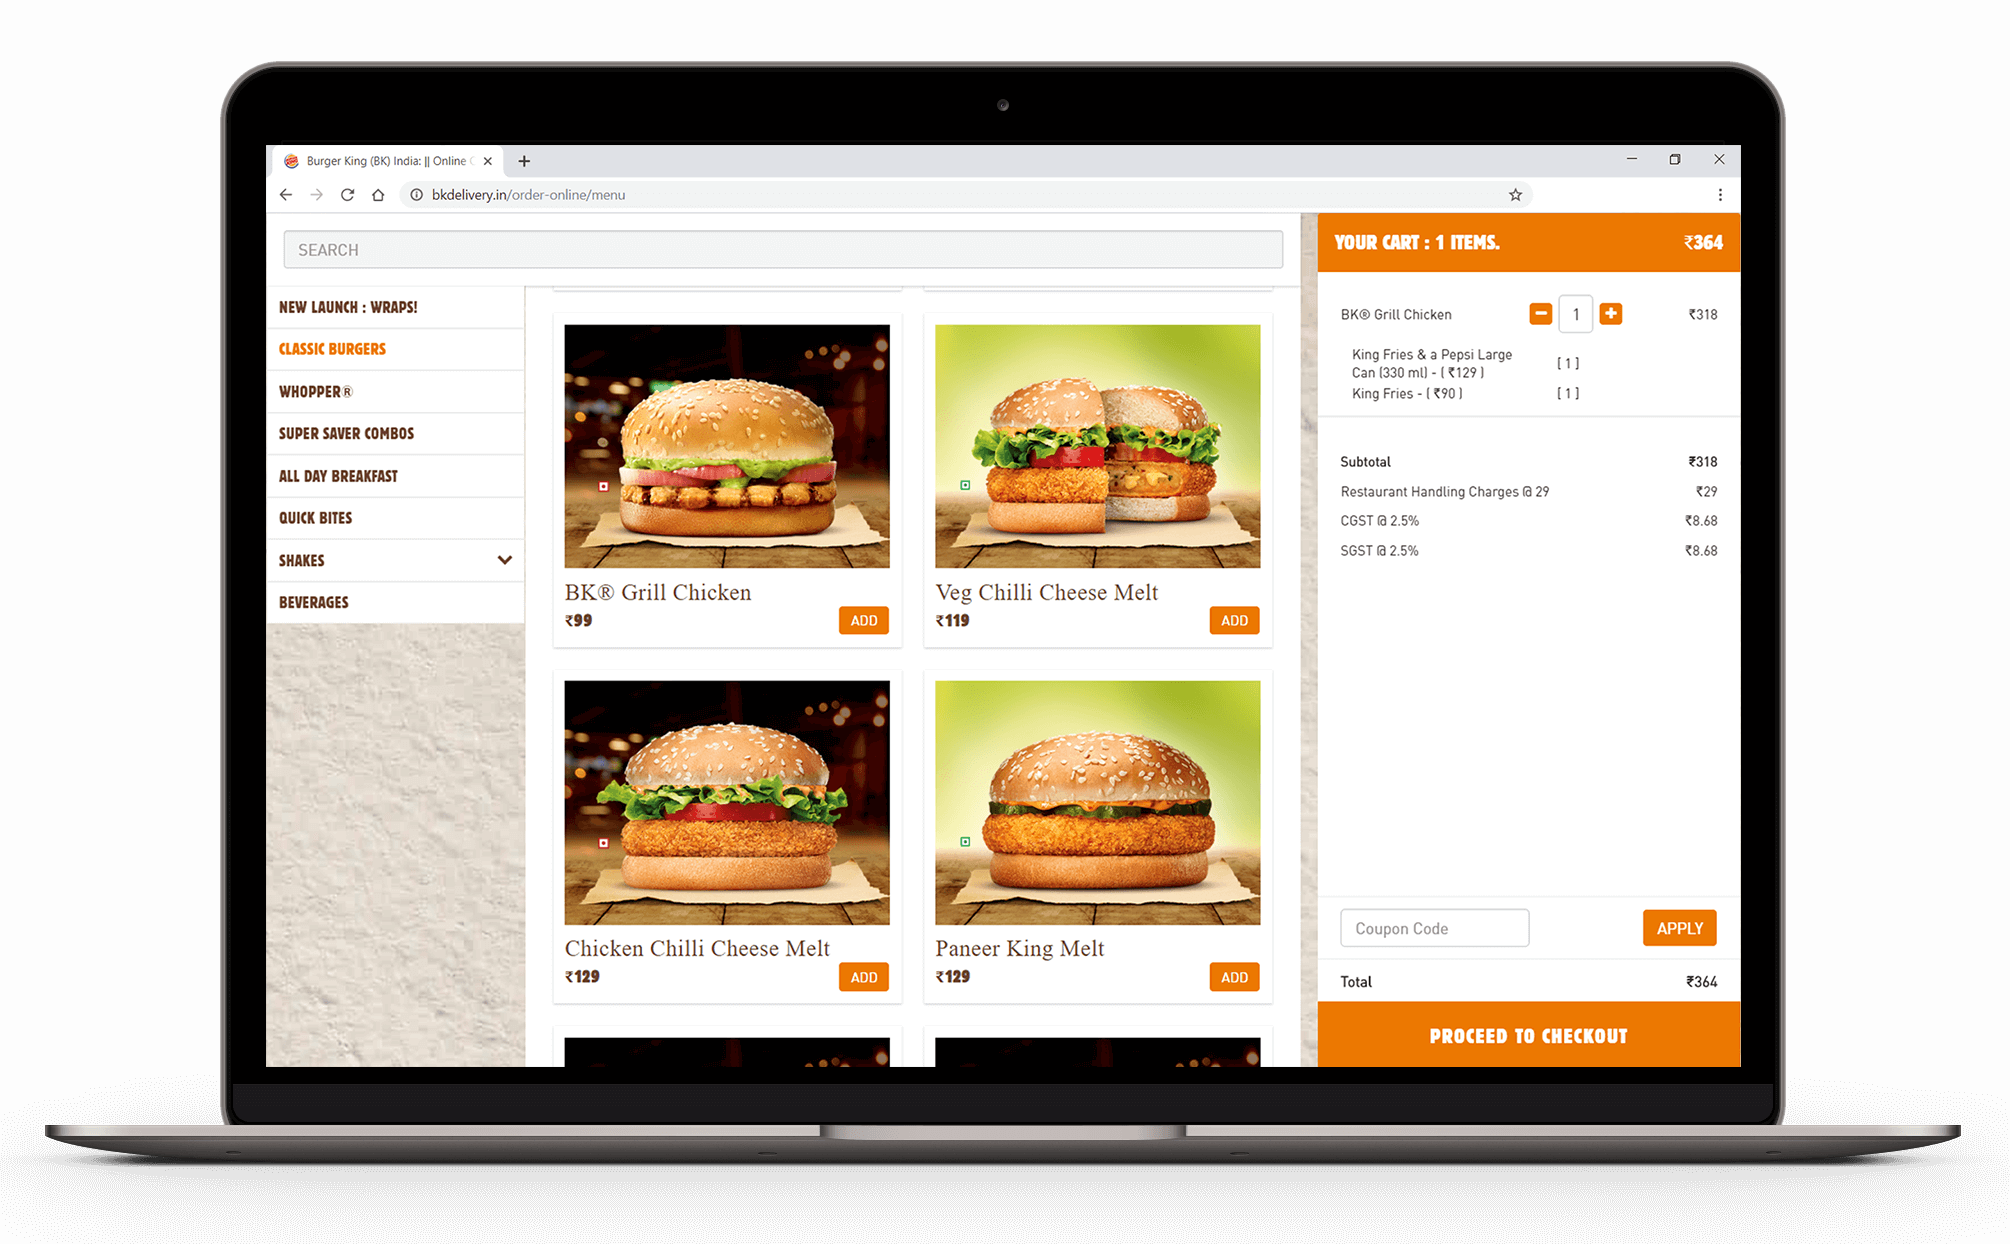 Burger King (BK) India: || Online
bkdelivery.in/order-online/menu
SEARCH
NEW LAUNCH : WRAPS!
CLASSIC BURGERS
WHOPPER®
SUPER SAVER COMBOS
ALL DAY BREAKFAST
QUICK BITES
SHAKES
BEVERAGES
BK® Grill Chicken
₹99
ADD
Veg Chilli Cheese Melt
₹119
ADD
Chicken Chilli Cheese Melt
₹129
ADD
Paneer King Melt
₹129
ADD
YOUR CART : 1 ITEMS. ₹364
BK® Grill Chicken 1 ₹318
King Fries & a Pepsi Large
Can (330 ml) - ( ₹129 ) [ 1 ]
King Fries - ( ₹90 ) [ 1 ]
Subtotal ₹318
Restaurant Handling Charges @ 29 ₹29
CGST @ 2.5% ₹8.68
SGST @ 2.5% ₹8.68
Coupon Code APPLY
Total ₹364
PROCEED TO CHECKOUT